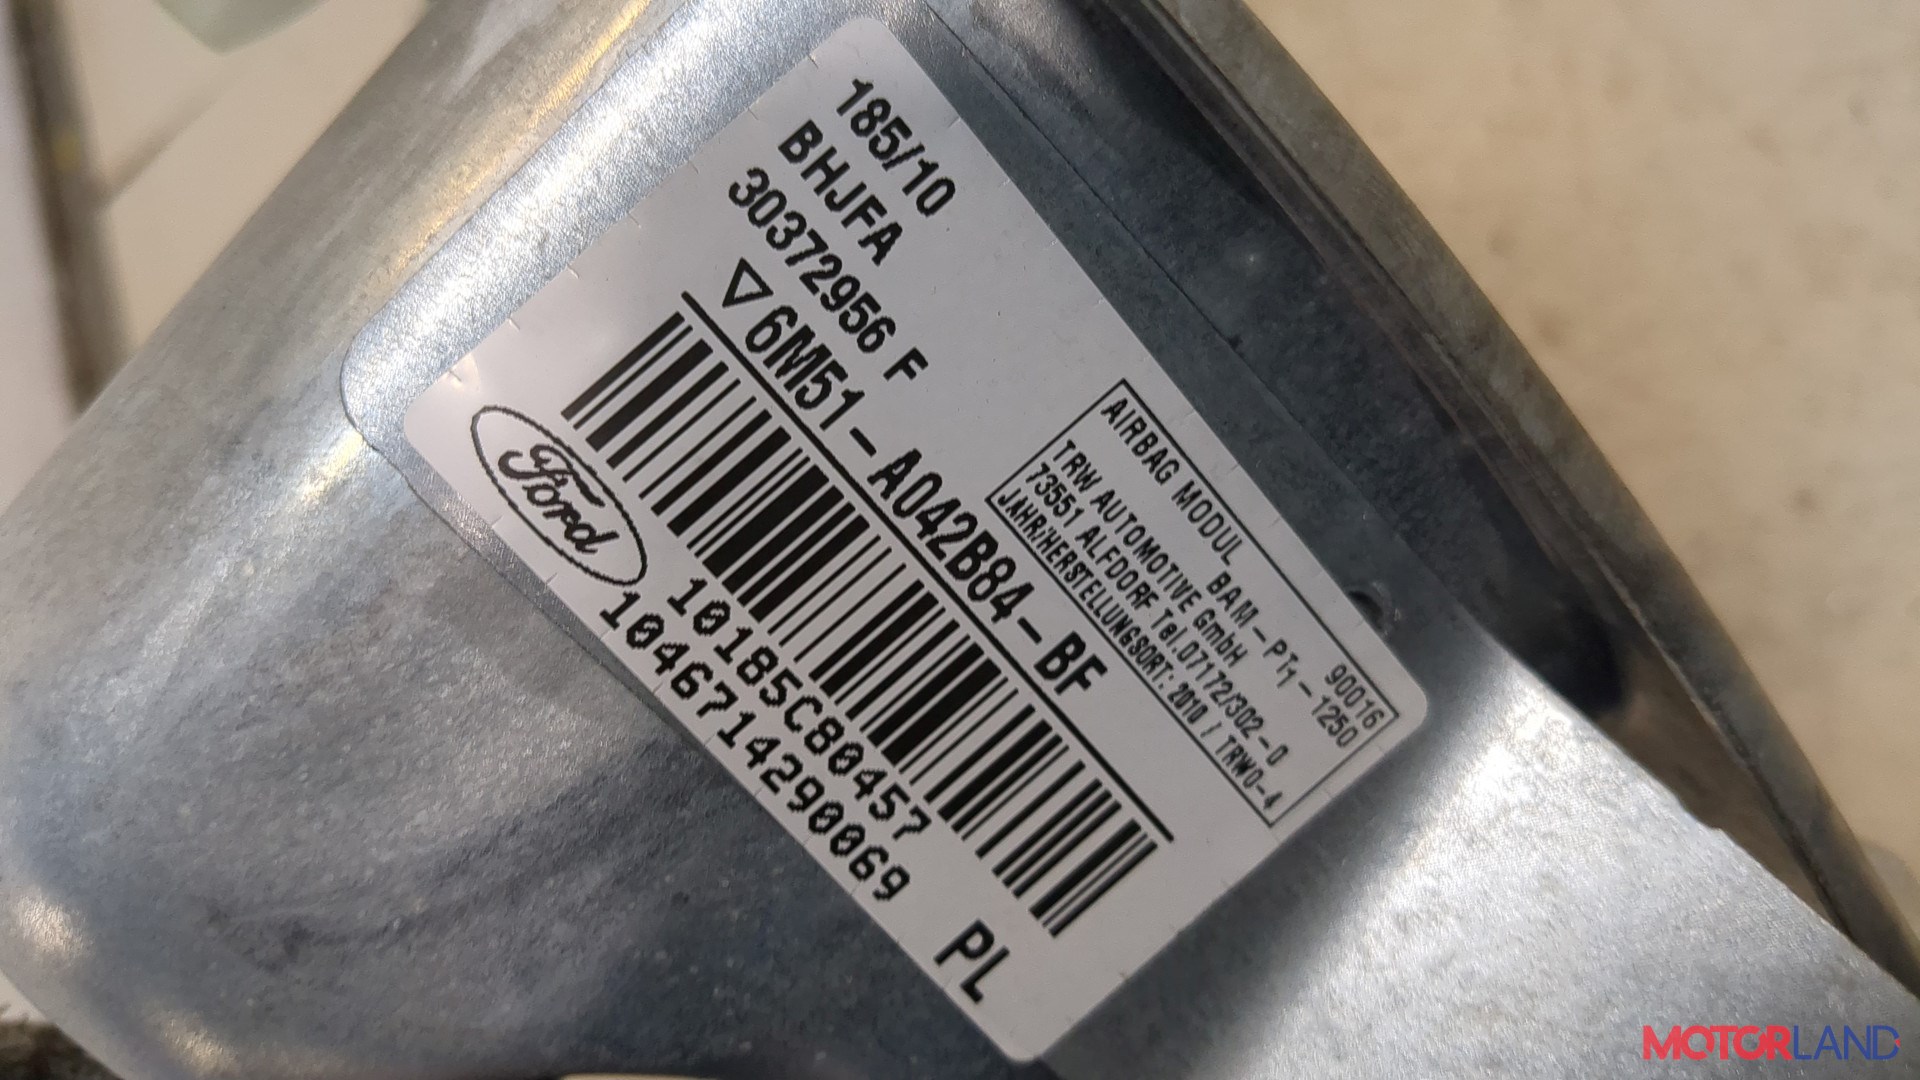 185/10
BHJFA
30372956 F
▽6M51-A042B84-BF
AIRBAG MODUL 90016
BAM-PT1-1250
TRW AUTOMOTIVE GmbH
73551 ALFDORF Tel.07172/302-0
JAHR/HERSTELLUNGSORT: 2010 / TRWO-4
Ford
10185C80457
1046714290069 PL
MOTORLAND